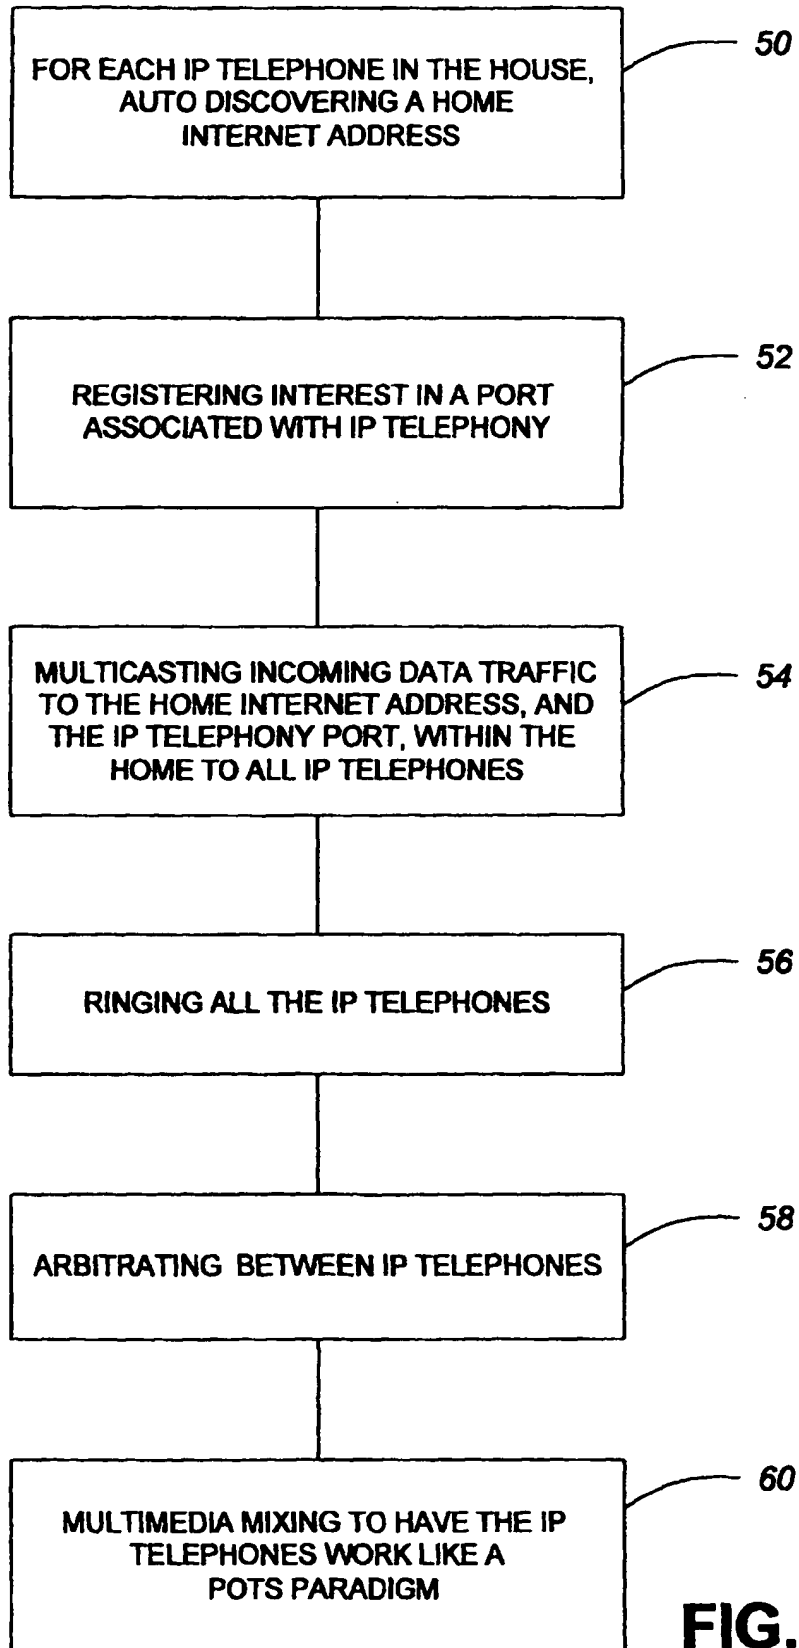 FOR EACH IP TELEPHONE IN THE HOUSE,
AUTO DISCOVERING A HOME
INTERNET ADDRESS
50
REGISTERING INTEREST IN A PORT
ASSOCIATED WITH IP TELEPHONY
52
MULTICASTING INCOMING DATA TRAFFIC
TO THE HOME INTERNET ADDRESS, AND
THE IP TELEPHONY PORT, WITHIN THE
HOME TO ALL IP TELEPHONES
54
RINGING ALL THE IP TELEPHONES
56
ARBITRATING BETWEEN IP TELEPHONES
58
MULTIMEDIA MIXING TO HAVE THE IP
TELEPHONES WORK LIKE A
POTS PARADIGM
60
FIG.